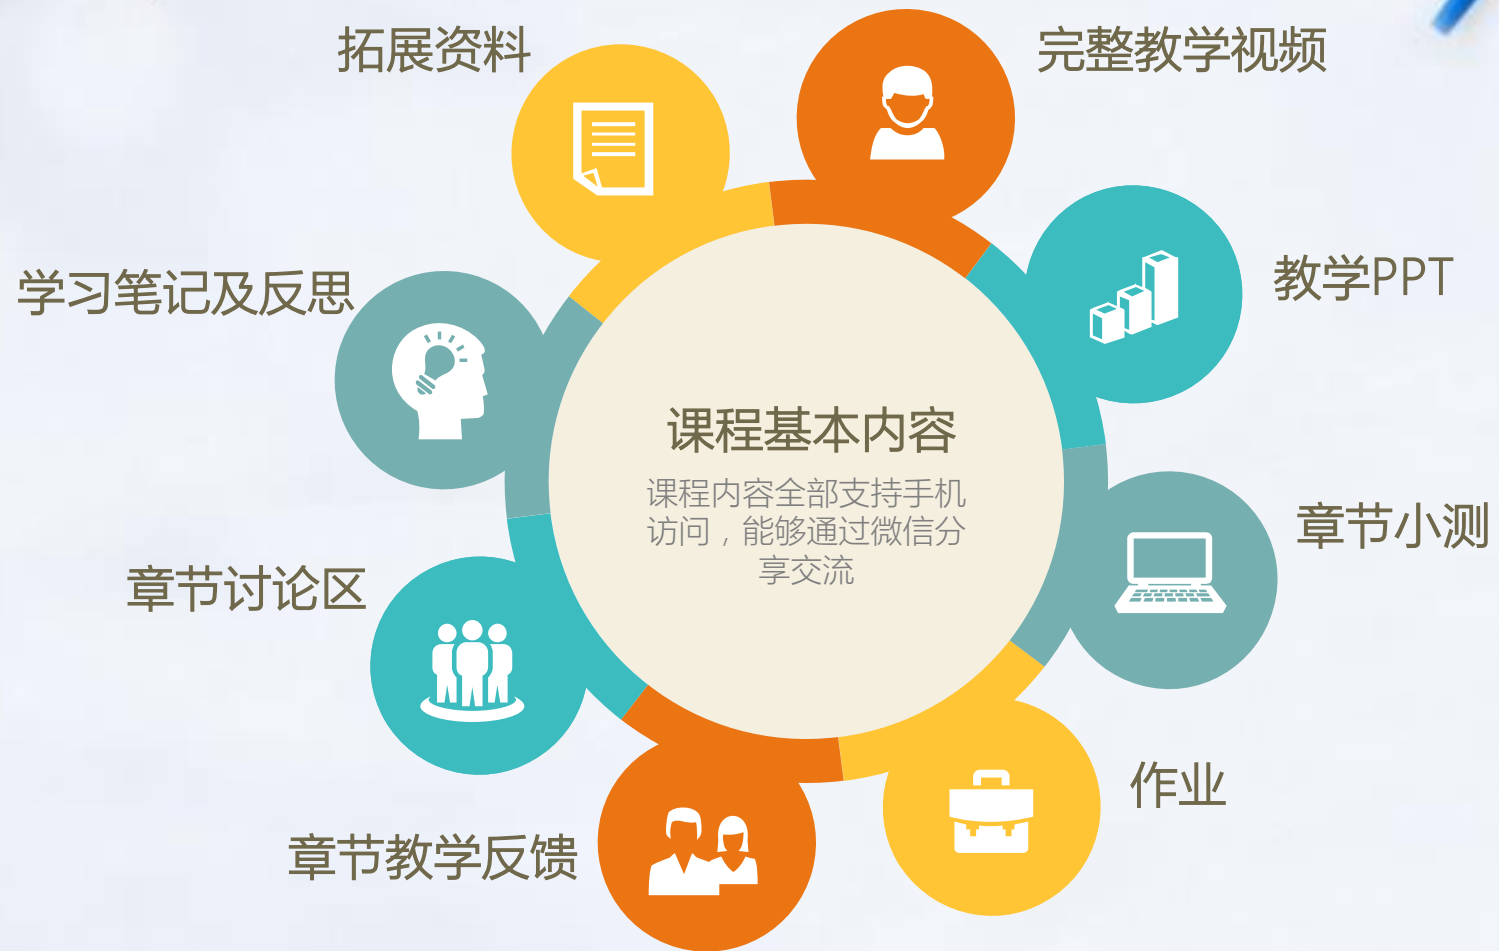 拓展资料
完整教学视频
教学PPT
学习笔记及反思
课程基本内容
课程内容全部支持手机
访问，能够通过微信分
享交流
章节小测
章节讨论区
作业
章节教学反馈